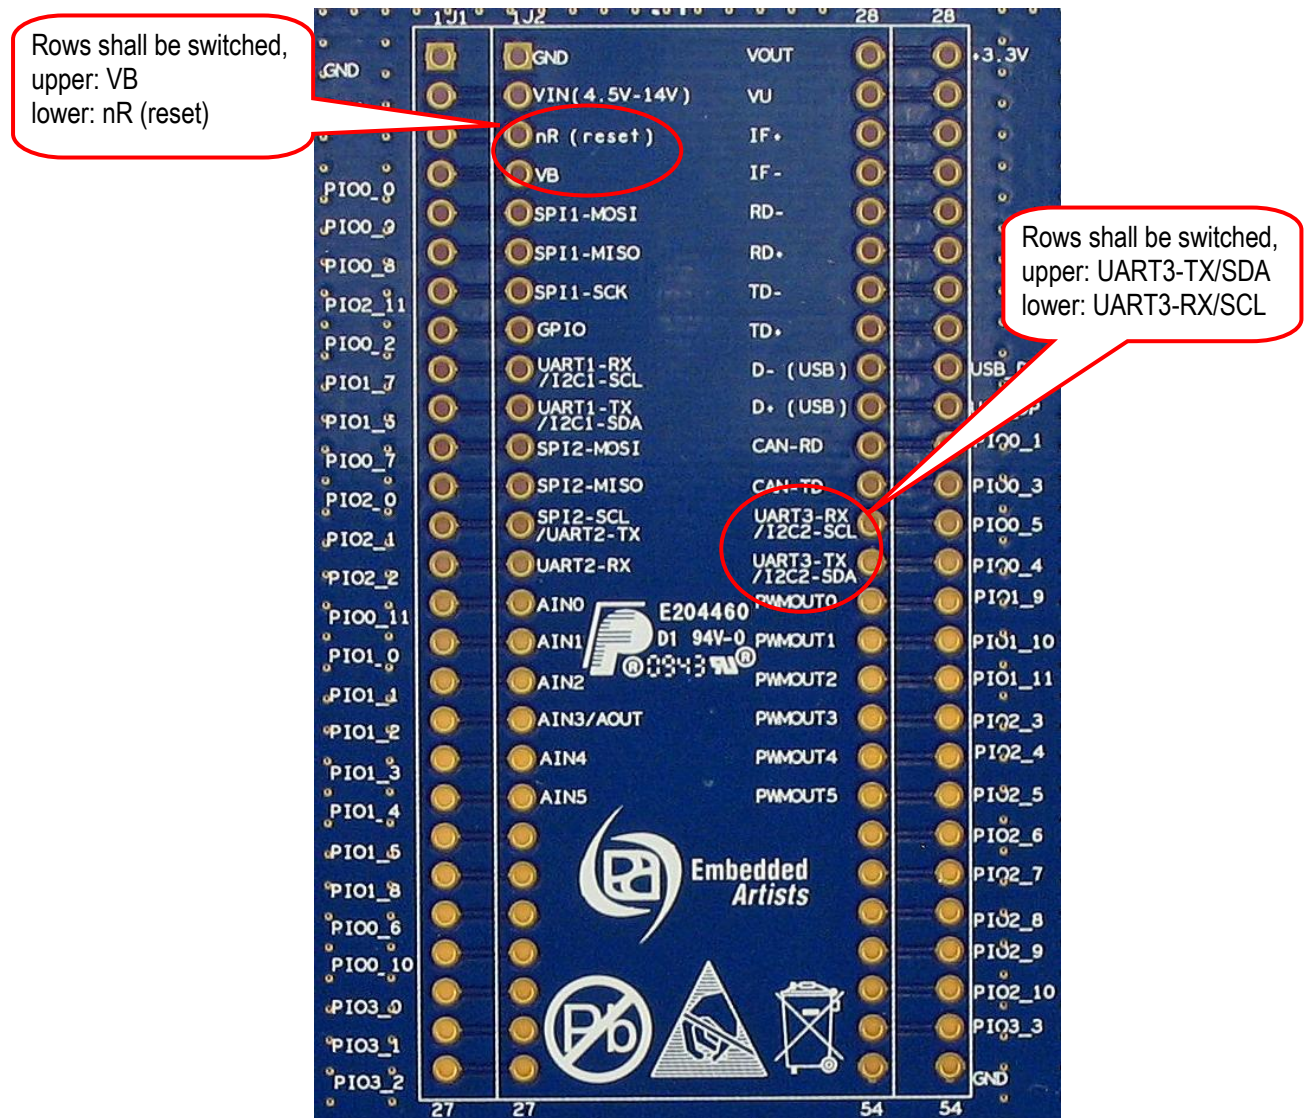 1J1 1J2 28 28
Rows shall be switched,
upper: VB
lower: nR (reset)
GND GND VOUT +3.3V
VIN(4.5V-14V) VU
nR (reset) IF+
VB IF-
PIO0_0 SPI1-MOSI RD-
PIO0_9 SPI1-MISO RD+
PIO0_8 SPI1-SCK TD-
PIO2_11 GPIO TD+
Rows shall be switched,
upper: UART3-TX/SDA
lower: UART3-RX/SCL
PIO0_2 UART1-RX D- (USB)
/I2C1-SCL
PIO1_7 UART1-TX D+ (USB)
/I2C1-SDA
PIO1_6 SPI2-MOSI CAN-RD PIO0_1
PIO0_7 SPI2-MISO CAN-TD PIO0_3
PIO2_0 SPI2-SCL UART3-RX PIO0_5
/UART2-TX /I2C2-SCL
PIO2_1 UART2-RX UART3-TX PIO0_4
/I2C2-SDA
PIO2_2 AIN0 PWMOUT0 PIO1_9
PIO0_11 AIN1 E204460 PWMOUT1 PIO1_10
D1 94V-0
® 0943 ®
PIO1_0 AIN2 PWMOUT2 PIO1_11
PIO1_1 AIN3/AOUT PWMOUT3 PIO2_3
PIO1_2 AIN4 PWMOUT4 PIO2_4
PIO1_3 AIN5 PWMOUT5 PIO2_5
PIO1_4 PIO2_6
PIO1_5 Embedded PIO2_7
Artists
PIO1_8 PIO2_8
PIO0_6 PIO2_9
PIO0_10 PIO2_10
PIO3_0 Pb PIO3_3
PIO3_1 GND
PIO3_2
27 27 54 54